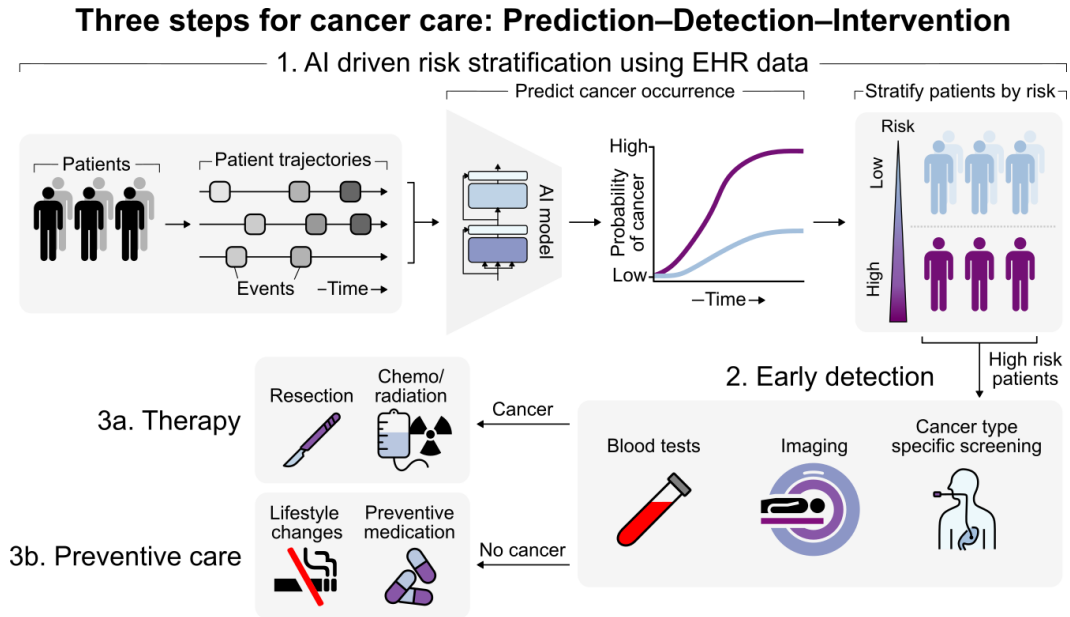 Three steps for cancer care: Prediction–Detection–Intervention
1. AI driven risk stratification using EHR data
Predict cancer occurrence
Stratify patients by risk
Patients
Patient trajectories
Events
–Time
AI model
High
Probability
of cancer
Low
–Time
Risk
Low
High
High risk
patients
2. Early detection
Blood tests
Imaging
Cancer type
specific screening
Cancer
3a. Therapy
Resection
Chemo/
radiation
No cancer
3b. Preventive care
Lifestyle
changes
Preventive
medication